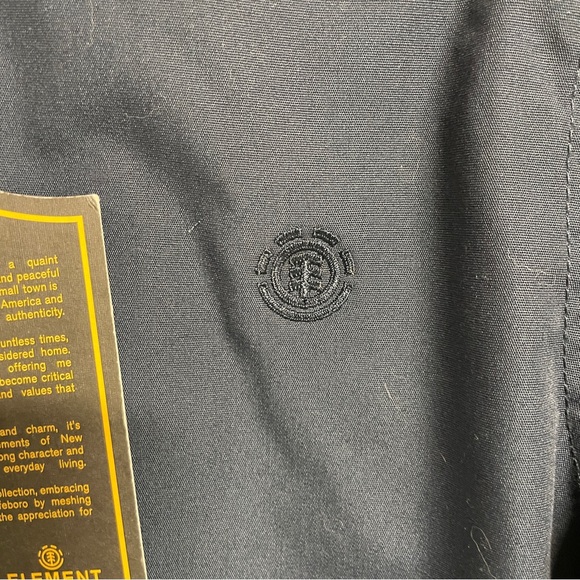 a quaint
and peaceful
small town is
America and
authenticity.
untless times,
sidered home.
offering me
become critical
and values that
and charm, it's
ements of New
ong character and
everyday living.
ollection, embracing
eboro by meshing
the appreciation for
ELEMENT